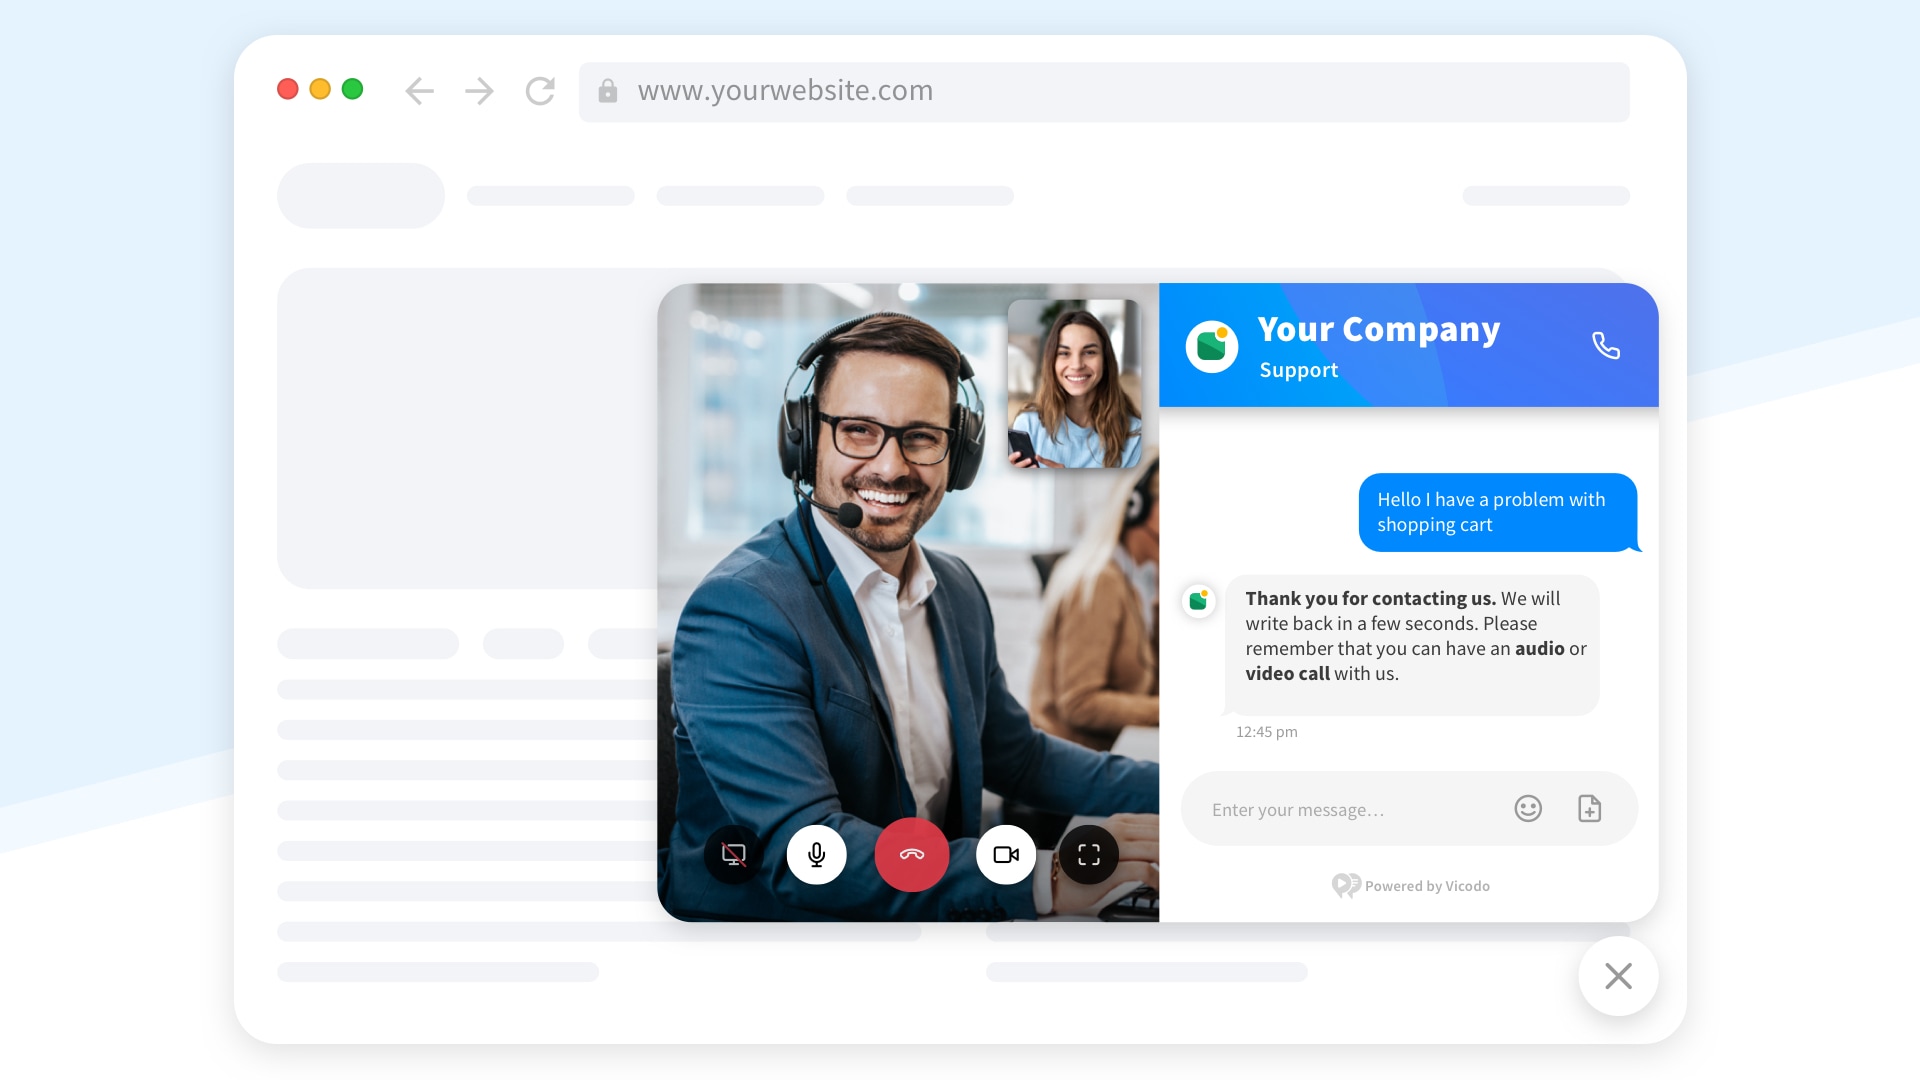 www.yourwebsite.com
Your Company
Support
Hello I have a problem with
shopping cart
Thank you for contacting us. We will
write back in a few seconds. Please
remember that you can have an audio or
video call with us.
12:45 pm
Enter your message...
Powered by Vicodo